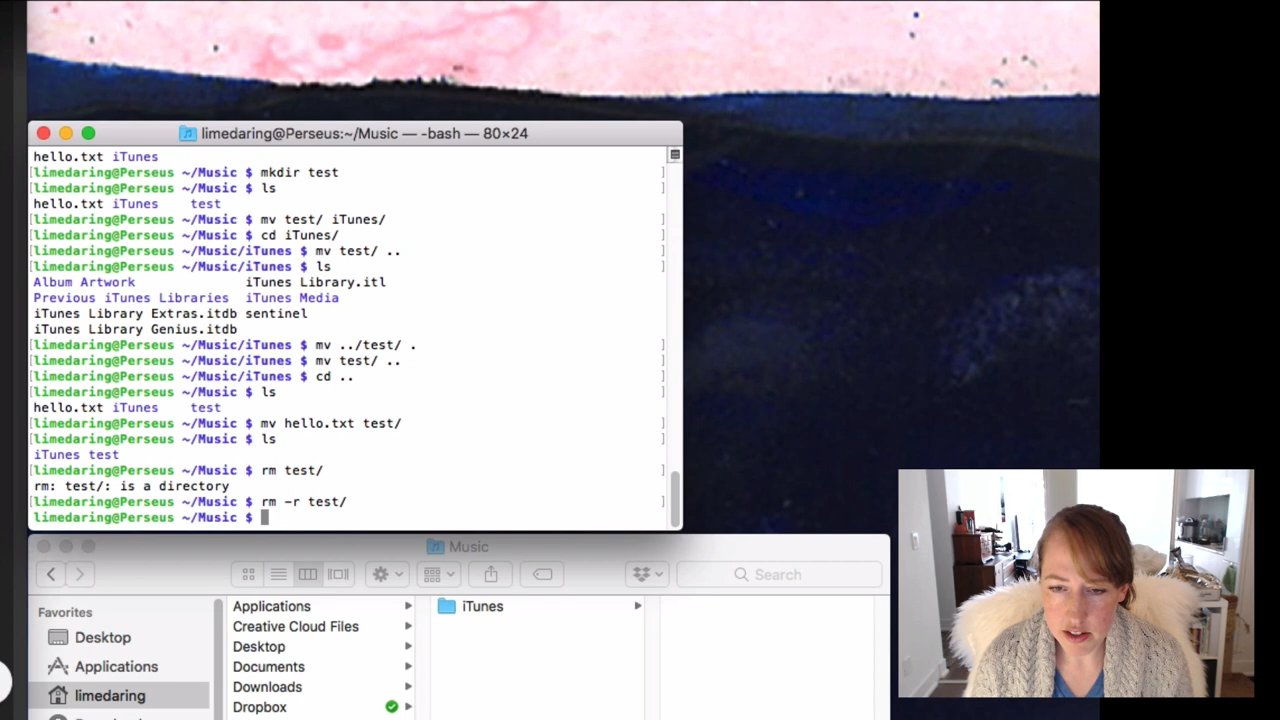 limedaring@Perseus:~/Music — -bash — 80×24
hello.txt iTunes
[limedaring@Perseus ~/Music $ mkdir test ]
[limedaring@Perseus ~/Music $ ls ]
hello.txt iTunes test
[limedaring@Perseus ~/Music $ mv test/ iTunes/ ]
[limedaring@Perseus ~/Music $ cd iTunes/ ]
[limedaring@Perseus ~/Music/iTunes $ mv test/ .. ]
[limedaring@Perseus ~/Music/iTunes $ ls ]
Album Artwork iTunes Library.itl
Previous iTunes Libraries iTunes Media
iTunes Library Extras.itdb sentinel
iTunes Library Genius.itdb
[limedaring@Perseus ~/Music/iTunes $ mv ../test/ . ]
[limedaring@Perseus ~/Music/iTunes $ mv test/ .. ]
[limedaring@Perseus ~/Music/iTunes $ cd .. ]
[limedaring@Perseus ~/Music $ ls ]
hello.txt iTunes test
[limedaring@Perseus ~/Music $ mv hello.txt test/ ]
[limedaring@Perseus ~/Music $ ls ]
iTunes test
[limedaring@Perseus ~/Music $ rm test/ ]
rm: test/: is a directory
[limedaring@Perseus ~/Music $ rm -r test/ ]
limedaring@Perseus ~/Music $
Music
Search
Favorites
Desktop
Applications
limedaring
Applications
Creative Cloud Files
Desktop
Documents
Downloads
Dropbox
iTunes